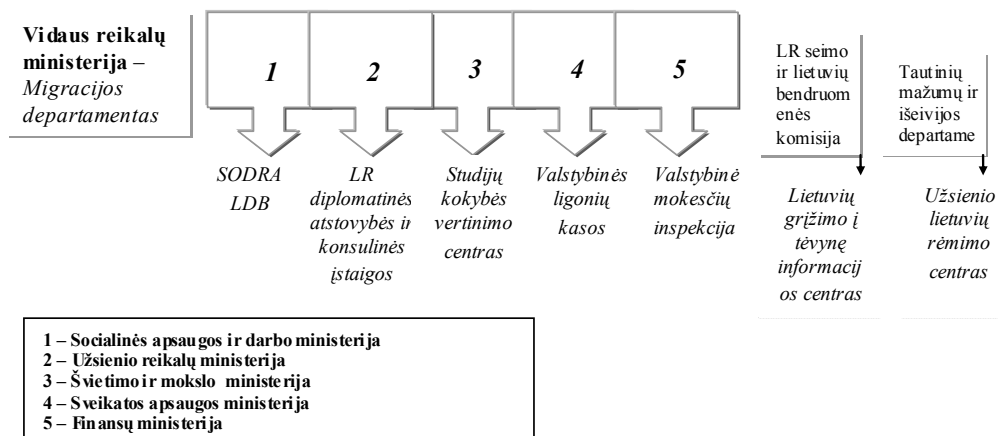 Vidaus reikalų
ministerija –
Migracijos
departamentas
1
2
3
4
5
SODRA
LDB
LR
diplomatinės
atstovybės ir
konsulinės
įstaigos
Studijų
kokybės
vertinimo
centras
Valstybinės
ligonių
kasos
Valstybinė
mokesčių
inspekcija
LR seimo
ir lietuvių
bendruom
enės
komisija
Lietuvių
grįžimo į
tėvynę
informacij
os centras
Tautinių
mažumų ir
išeivijos
departame
Užsienio
lietuvių
rėmimo
centras
1 – Socialinės apsaugos ir darbo ministerija
2 – Užsienio reikalų ministerija
3 – Švietimo ir mokslo ministerija
4 – Sveikatos apsaugos ministerija
5 – Finansų ministerija